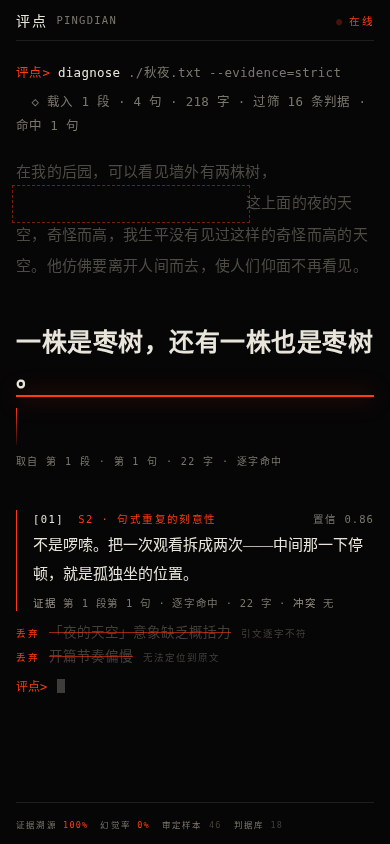 评点 PINGDIAN 在线
评点> diagnose ./秋夜.txt --evidence=strict
◇ 载入 1 段 · 4 句 · 218 字 · 过筛 16 条判据 ·
命中 1 句
在我的后园，可以看见墙外有两株树，
这上面的夜的天
空，奇怪而高，我生平没有见过这样的奇怪而高的天
空。他仿佛要离开人间而去，使人们仰面不再看见。
一株是枣树，还有一株也是枣树
。
取自 第 1 段 · 第 1 句 · 22 字 · 逐字命中
[01] S2 · 句式重复的刻意性 置信 0.86
不是啰嗦。把一次观看拆成两次——中间那一下停
顿，就是孤独坐的位置。
证据 第 1 段第 1 句 · 逐字命中 · 22 字 · 冲突 无
丢弃 「夜的天空」意象缺乏概括力 引文逐字不符
丢弃 开篇节奏偏慢 无法定位到原文
评点>
证据溯源 100% 幻觉率 0% 审定样本 46 判据库 18